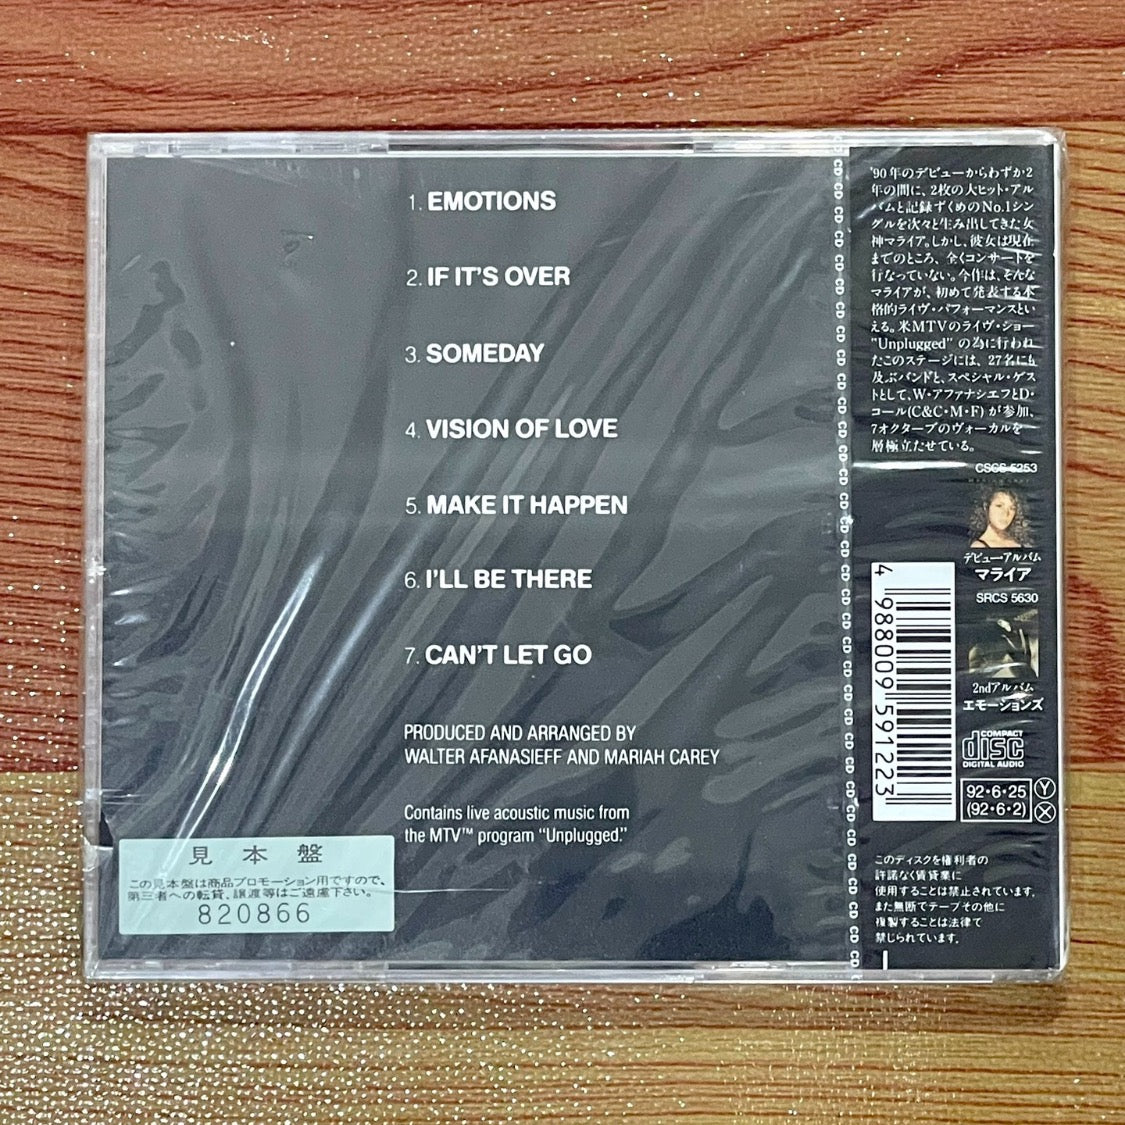 1. EMOTIONS
2. IF IT'S OVER
3. SOMEDAY
4. VISION OF LOVE
5. MAKE IT HAPPEN
6. I'LL BE THERE
7. CAN'T LET GO
PRODUCED AND ARRANGED BY
WALTER AFANASIEFF AND MARIAH CAREY
Contains live acoustic music from
the MTV™ program “Unplugged.”
見本盤
この見本盤は商品プロモーション用ですので、
第三者への転貸、譲渡等はご遠慮下さい。
820866
'90年のデビューからわずか2
年の間に、2枚の大ヒット・アル
バムと記録ずくめのNo.1シン
グルを次々と生み出してきた女
神マライア。しかし、彼女は現在
までのところ、全くコンサートを
行なっていない。今作は、そんな
マライアが、初めて発表する本
格的ライヴ・パフォーマンスとい
える。米MTVのライヴ・ショー
“Unplugged”の為に行われ
たこのステージには、27名にも
及ぶバンドと、スペシャル・ゲス
トとして、W・アファナシエフとD・
コール(C&C・M・F)が参加、
7オクターブのヴォーカルを
層極立たせている。
CSCS 5253
デビュー・アルバム
マライア
SRCS 5630
2ndアルバム
エモーションズ
COMPACT
disc
DIGITAL AUDIO
4 988009 591223
92・6・25
(92・6・2)
Y
X
このディスクを権利者の
許諾なく賃貸業に
使用することは禁止されています。
また無断でテープその他に
複製することは法律で
禁じられています。